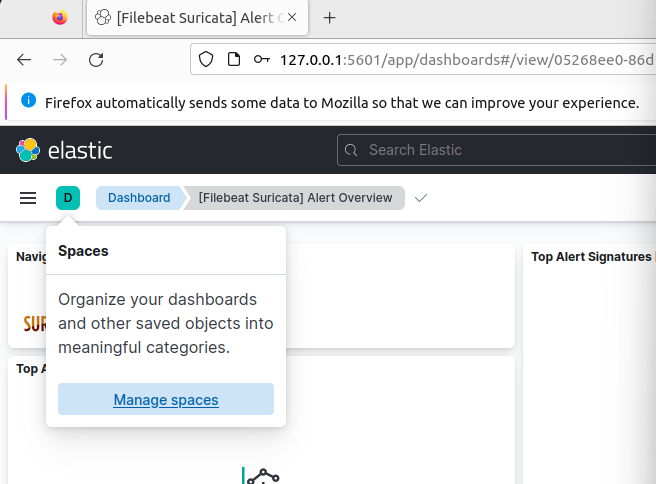 [Filebeat Suricata] Alert
127.0.0.1:5601/app/dashboards#/view/05268ee0-86d
Firefox automatically sends some data to Mozilla so that we can improve your experience.
elastic
Search Elastic
D
Dashboard
[Filebeat Suricata] Alert Overview
Spaces
Organize your dashboards
and other saved objects into
meaningful categories.
Manage spaces
Top Alert Signatures